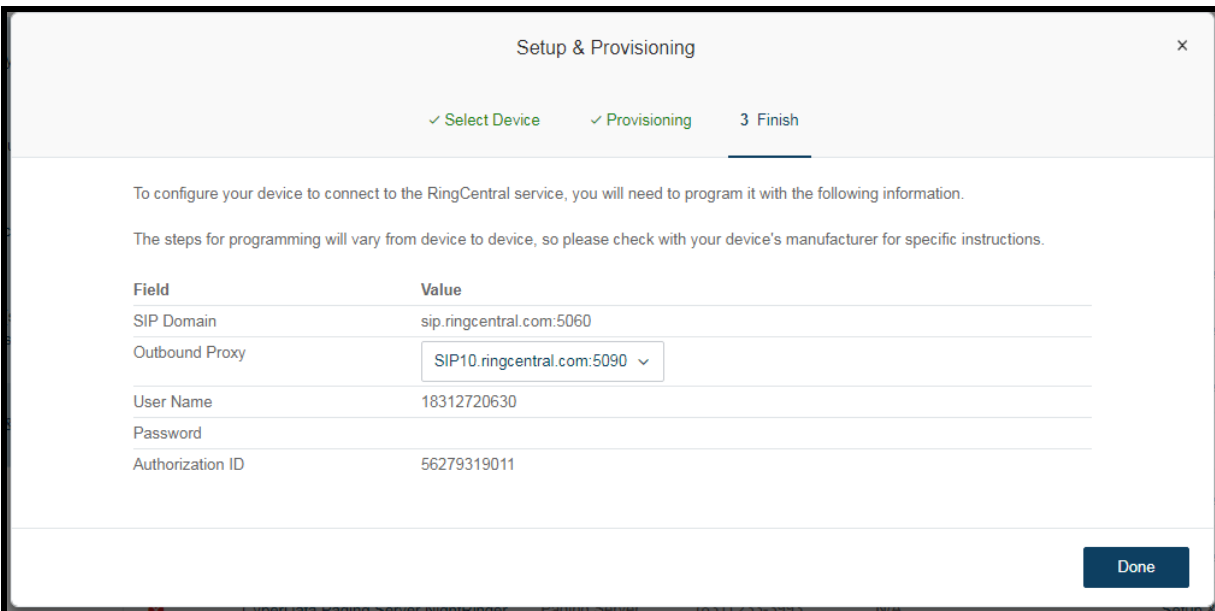 Setup & Provisioning
Select Device
Provisioning
3 Finish
To configure your device to connect to the RingCentral service, you will need to program it with the following information.
The steps for programming will vary from device to device, so please check with your device's manufacturer for specific instructions.
Field Value
SIP Domain sip.ringcentral.com:5060
Outbound Proxy SIP10.ringcentral.com:5090
User Name 18312720630
Password
Authorization ID 56279319011
Done